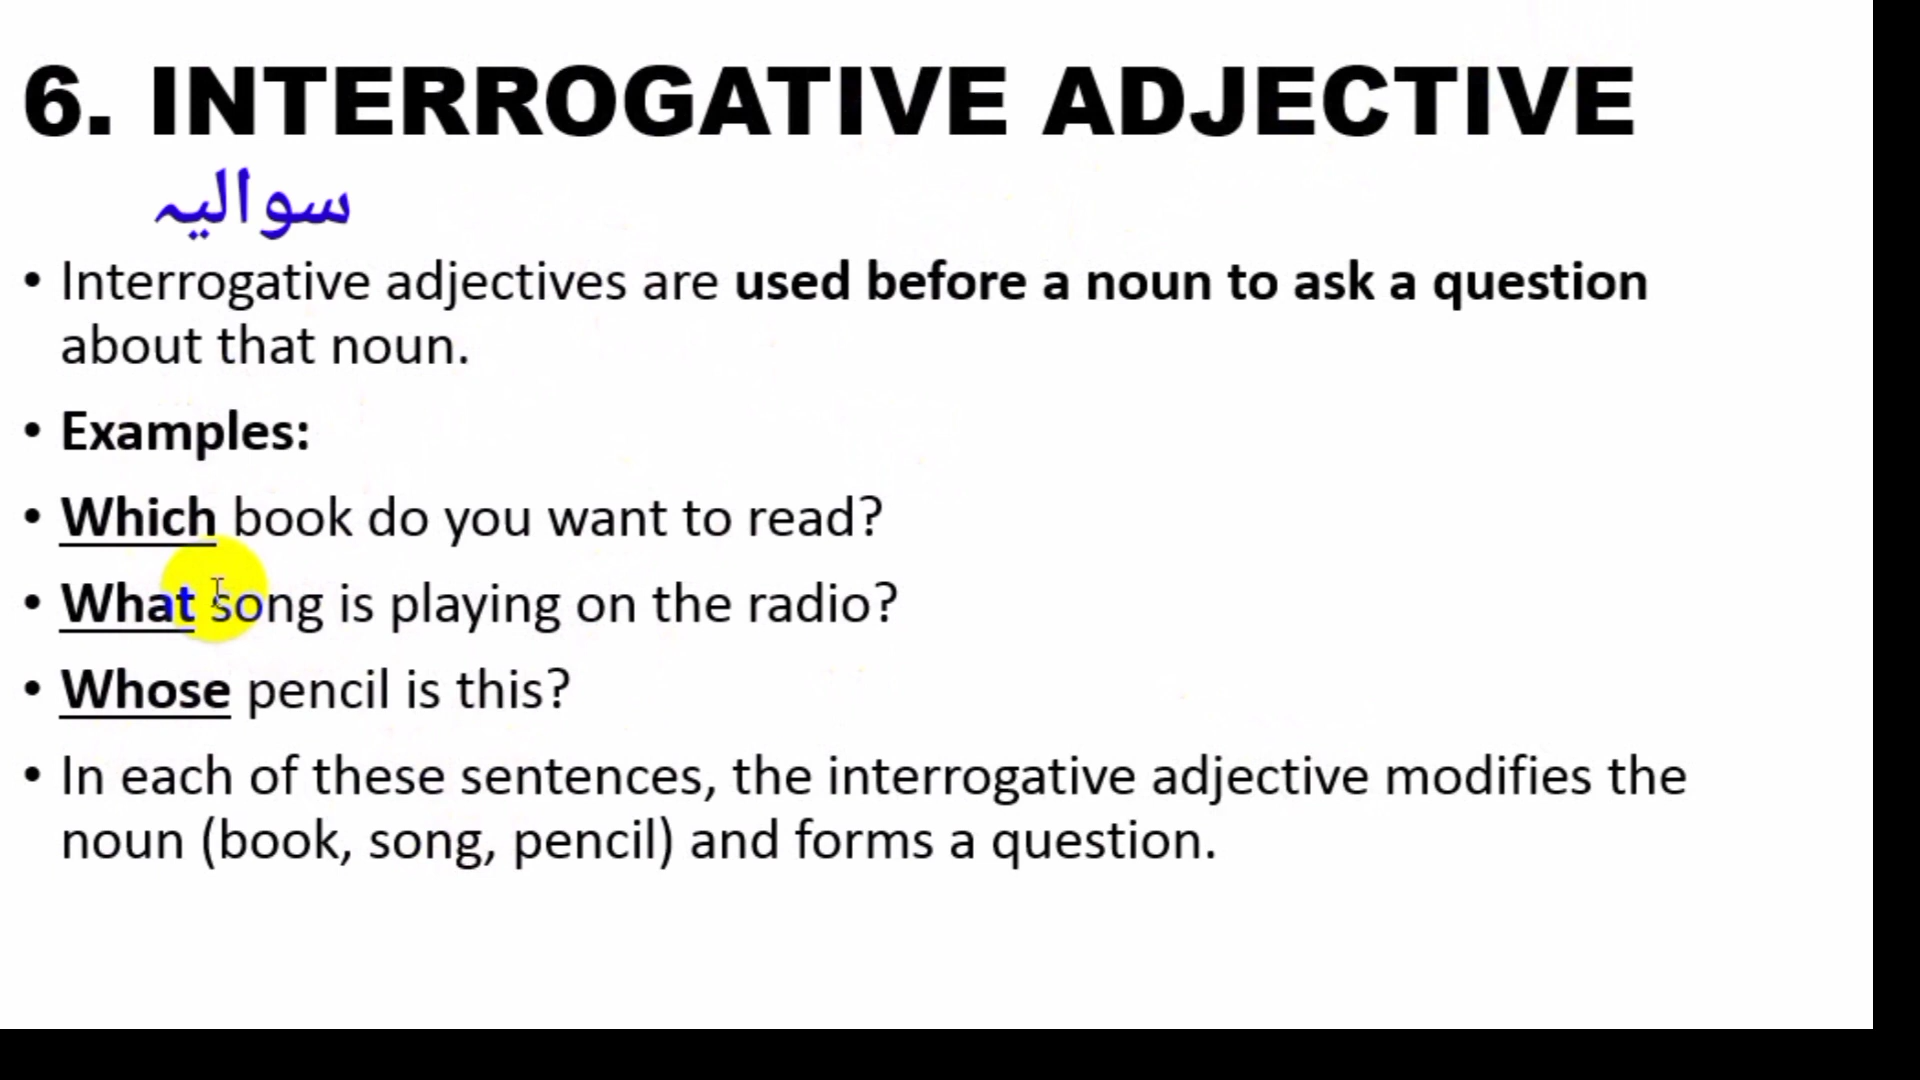 6. INTERROGATIVE ADJECTIVE
سوالیہ
• Interrogative adjectives are used before a noun to ask a question
about that noun.
• Examples:
• Which book do you want to read?
• What song is playing on the radio?
• Whose pencil is this?
• In each of these sentences, the interrogative adjective modifies the
noun (book, song, pencil) and forms a question.